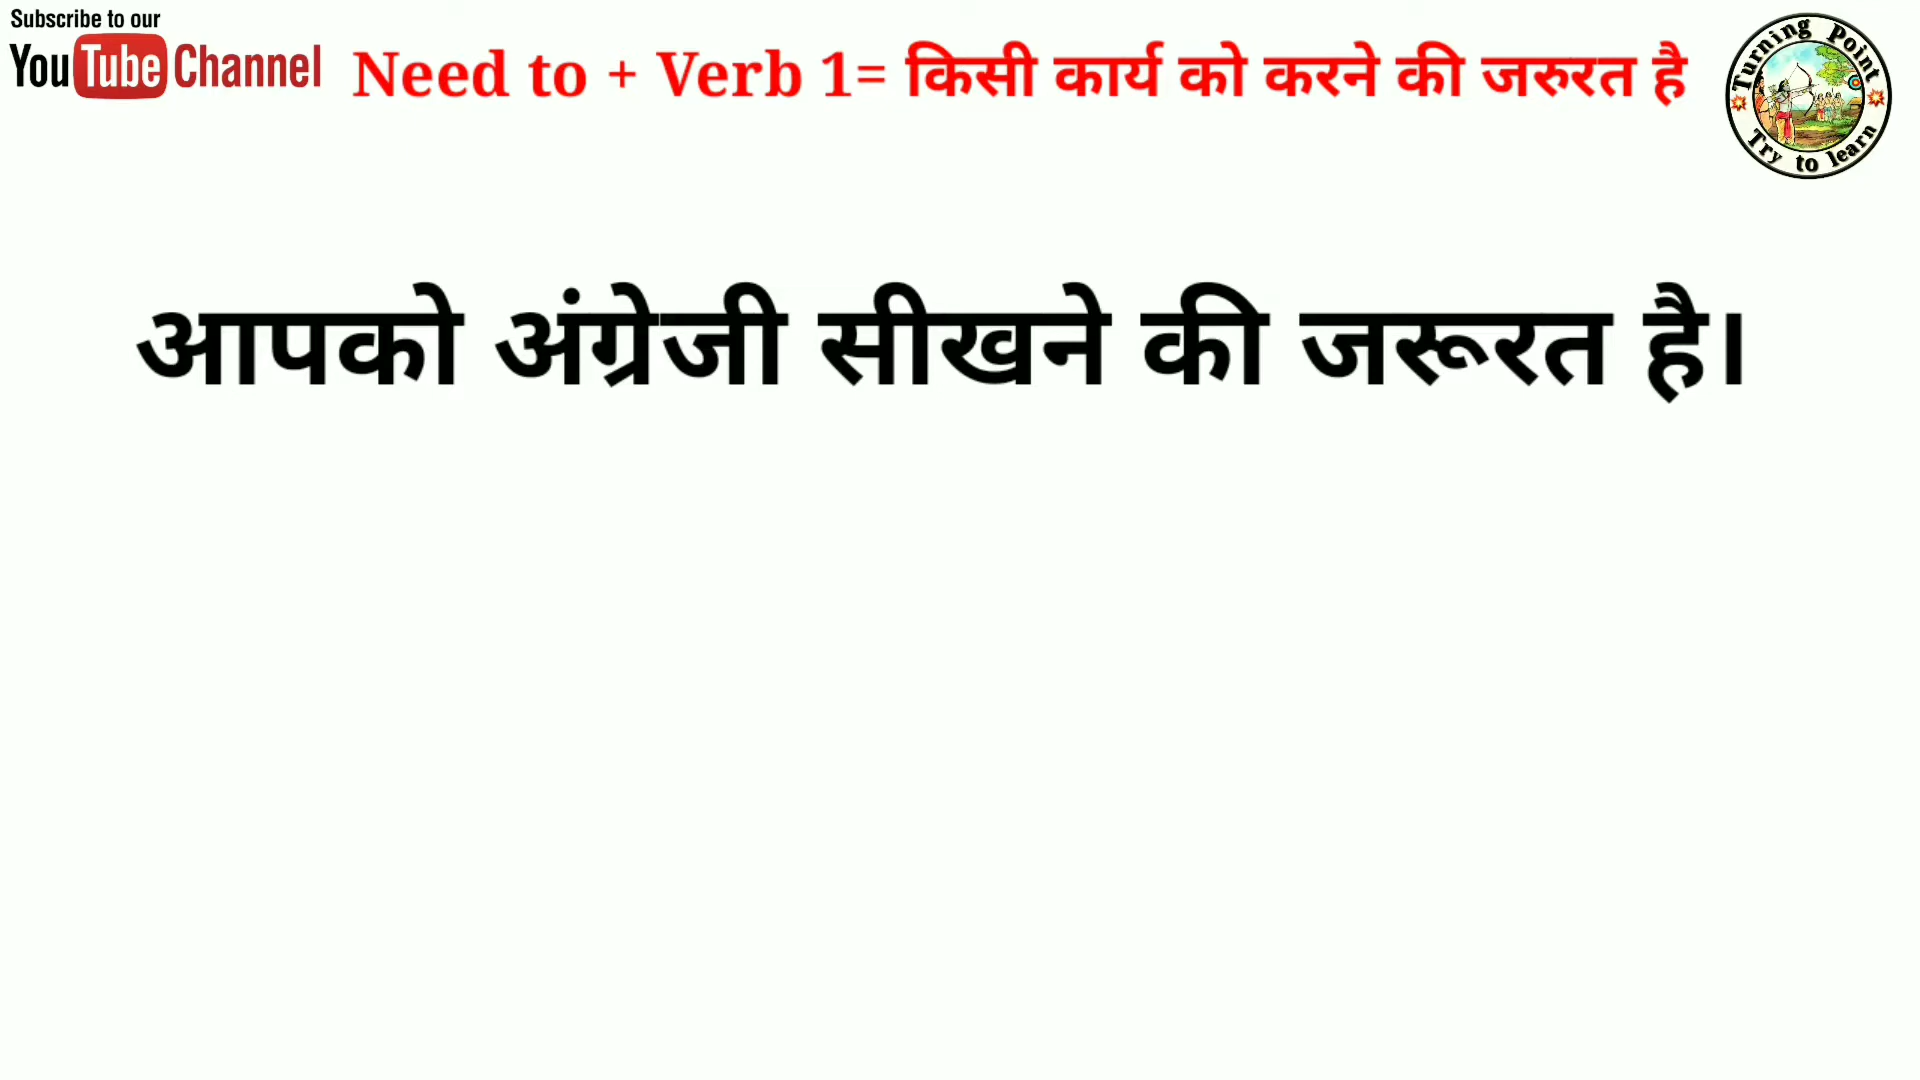 Subscribe to our
YouTube Channel
Need to + Verb 1= किसी कार्य को करने की जरुरत है
Turning Point
Try to learn
आपको अंग्रेजी सीखने की जरूरत है।